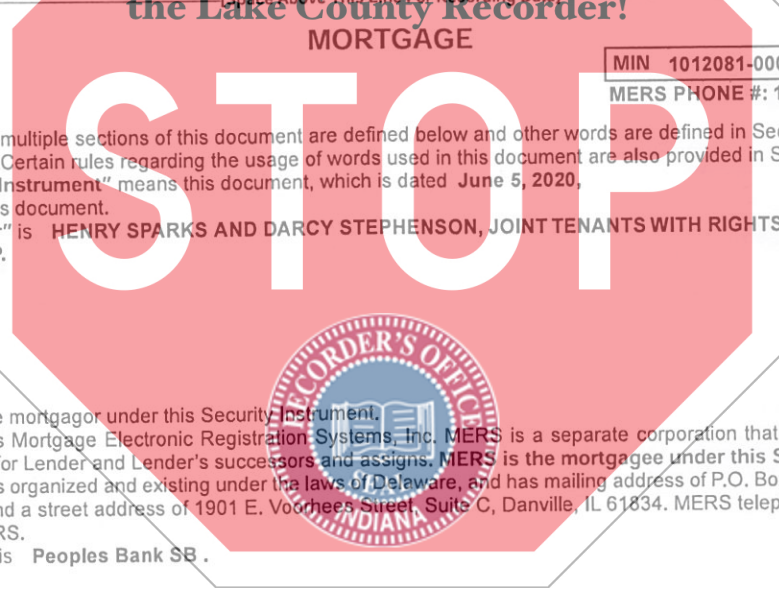 the Lake County Recorder!
MORTGAGE
MIN 1012081-000
MERS PHONE #: 1
STOP
multiple sections of this document are defined below and other words are defined in Sec
Certain rules regarding the usage of words used in this document are also provided in S
Instrument" means this document, which is dated June 5, 2020,
s document.
" is HENRY SPARKS AND DARCY STEPHENSON, JOINT TENANTS WITH RIGHTS
P.
RECORDER'S OFFICE
INDIANA
e mortgagor under this Security Instrument.
s Mortgage Electronic Registration Systems, Inc. MERS is a separate corporation that
for Lender and Lender's successors and assigns. MERS is the mortgagee under this S
s organized and existing under the laws of Delaware, and has mailing address of P.O. Bo
nd a street address of 1901 E. Voorhees Street, Suite C, Danville, IL 61834. MERS telep
RS.
is Peoples Bank SB .